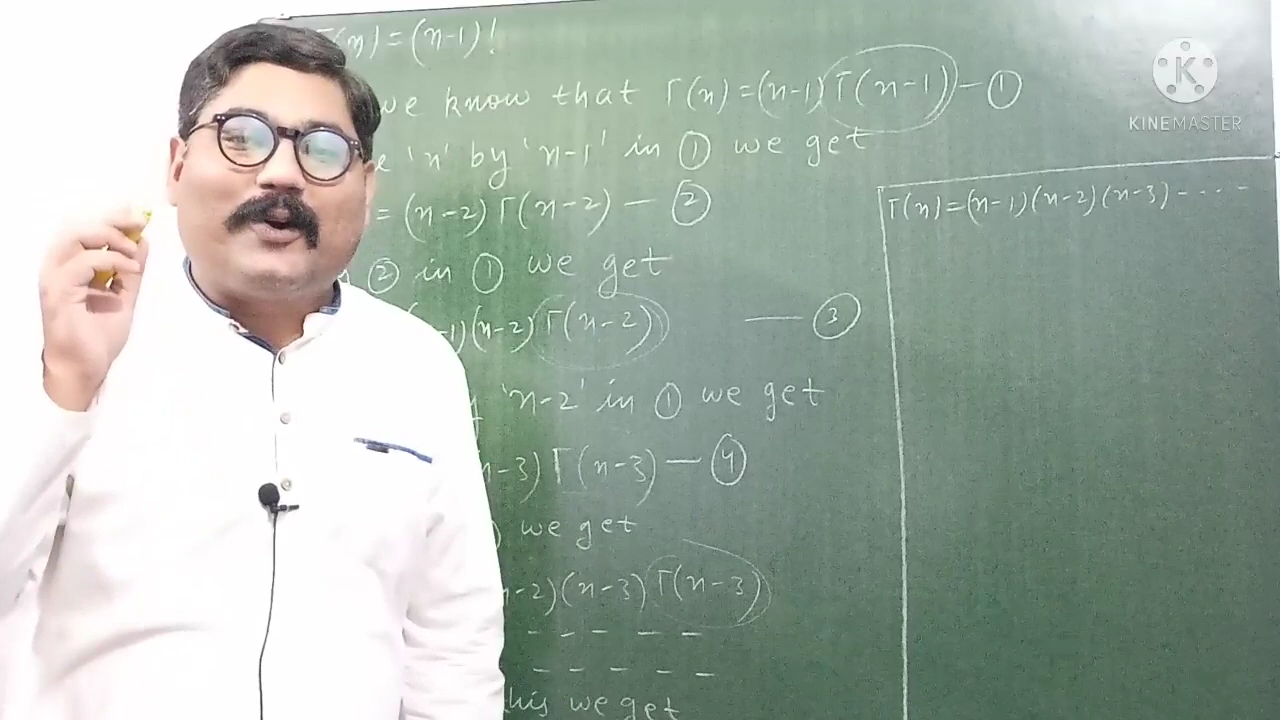 Γ(n)=(n-1)!
we know that Γ(n)=(n-1)Γ(n-1) — ①
'n' by 'n-1' in ① we get
= (n-2)Γ(n-2) — ②
② in ① we get
(n-2)Γ(n-2) — ③
'n-2' in ① we get
-3)Γ(n-3) — ④
we get
-2)(n-3)Γ(n-3)
- - - - -
- - - - -
this we get
Γ(n)=(n-1)(n-2)(n-3)- - - -
KINEMASTER